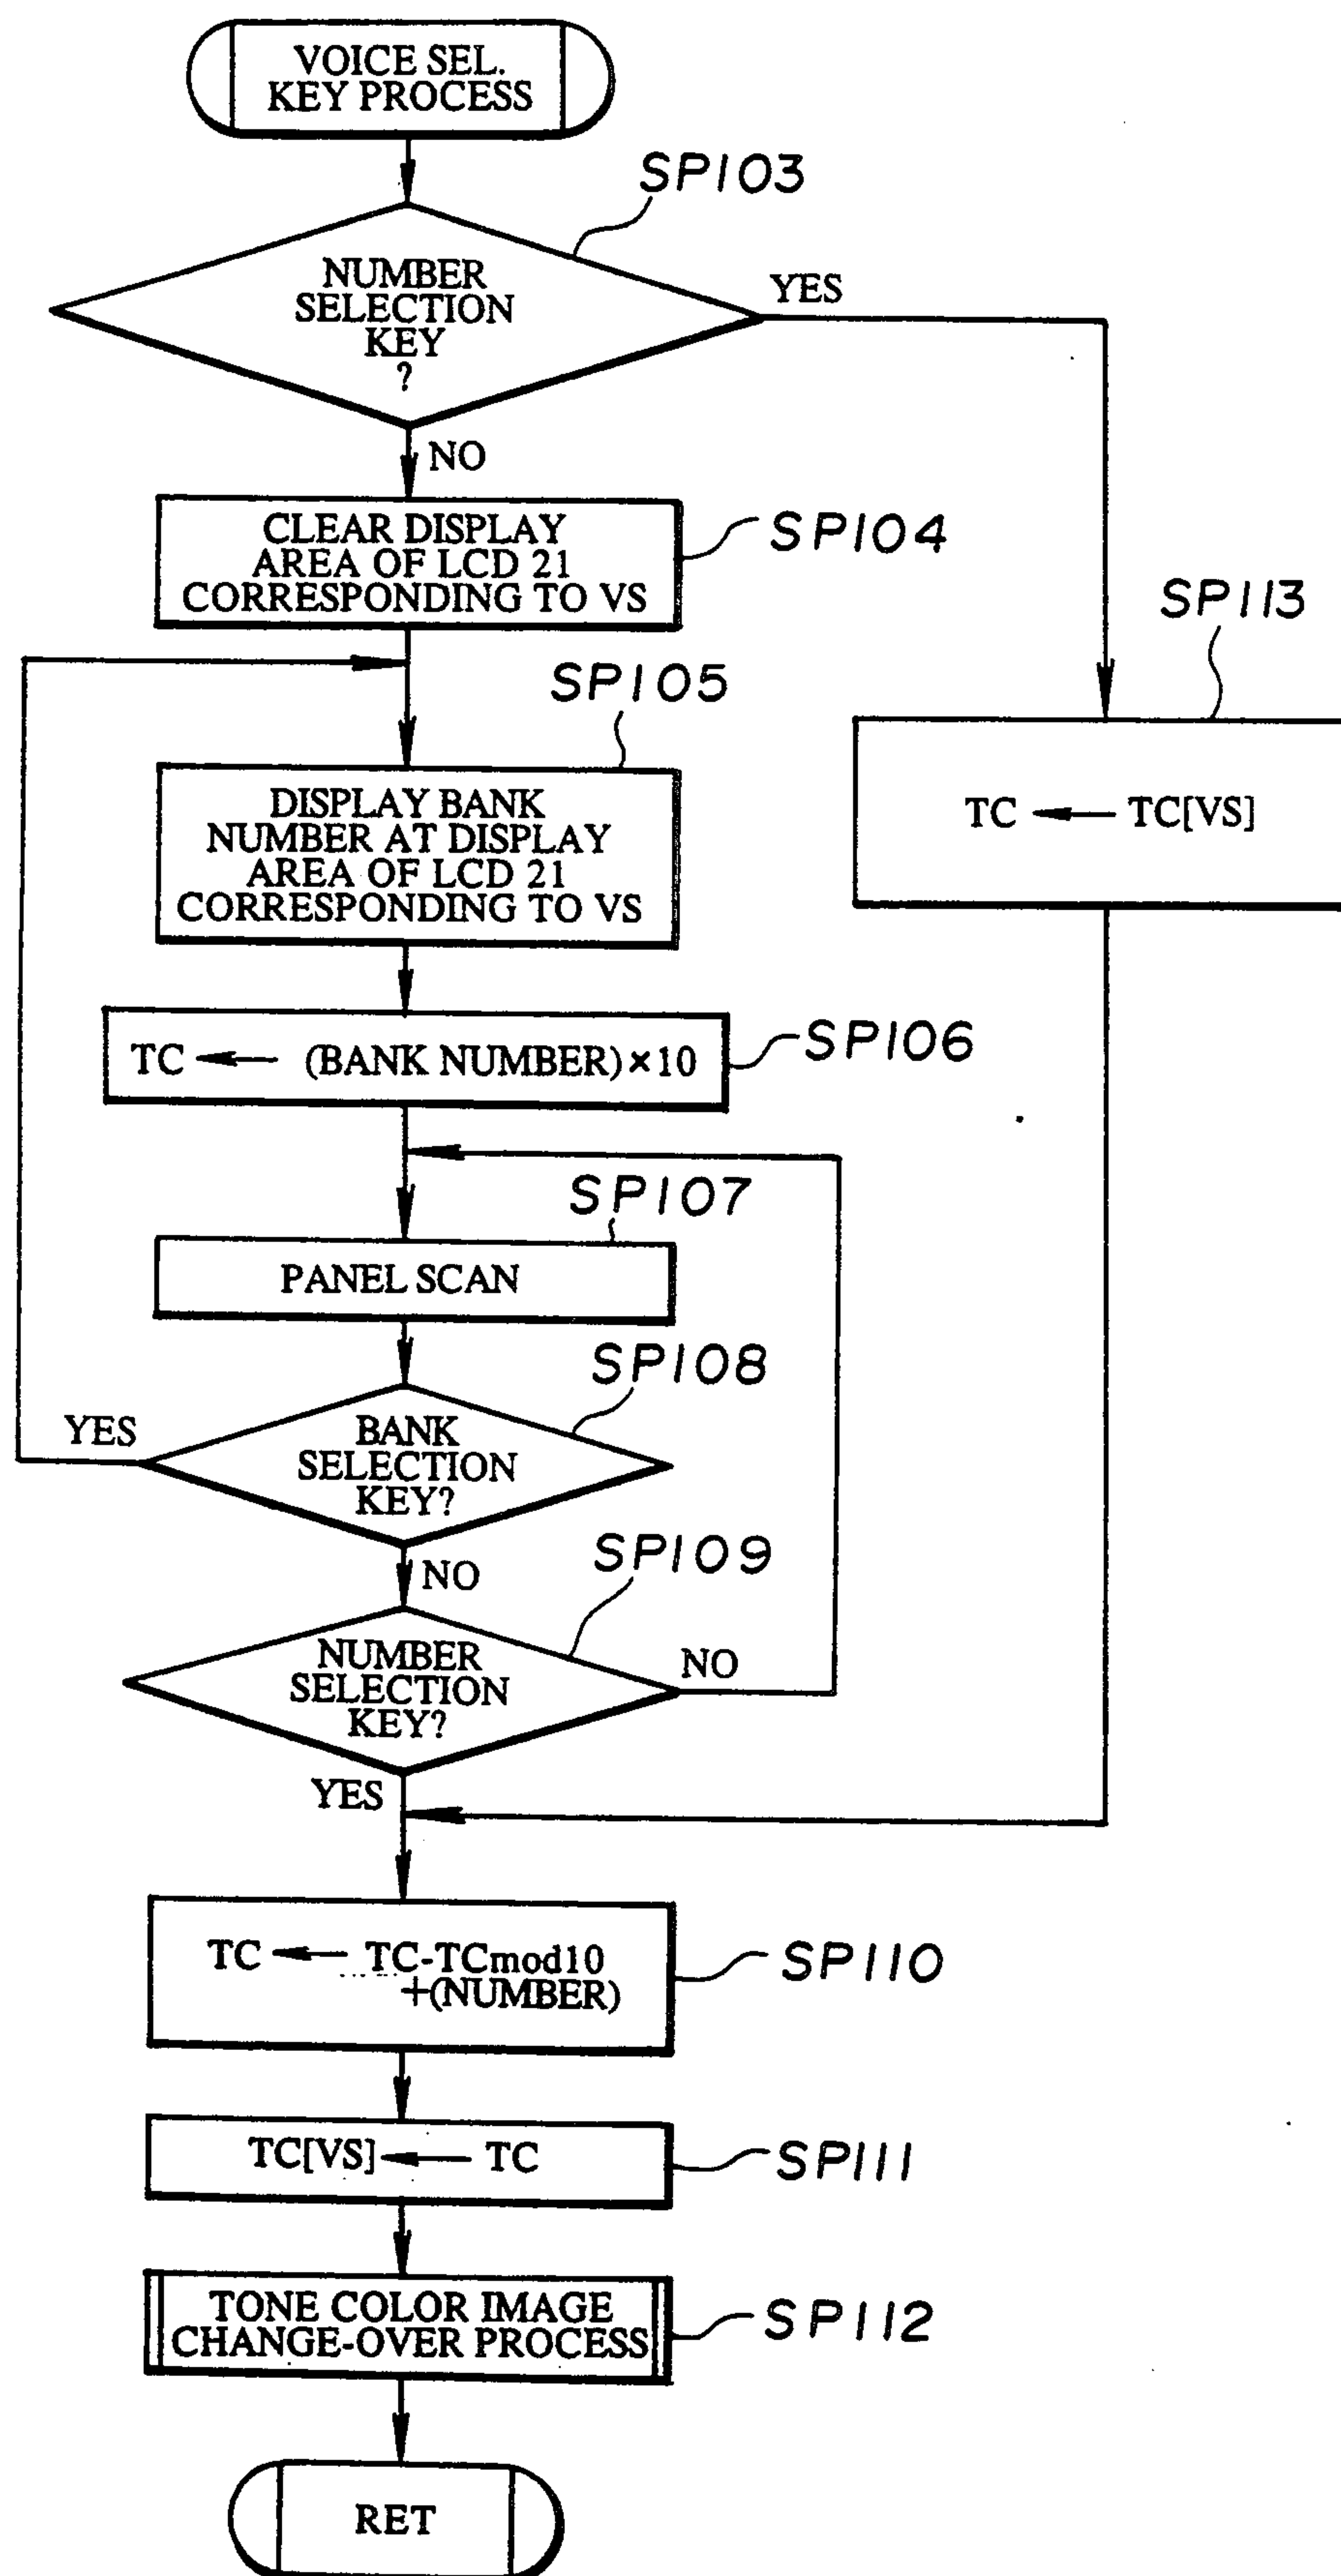 VOICE SEL.
KEY PROCESS
SP103
NUMBER
SELECTION
KEY
?
YES
NO
CLEAR DISPLAY
AREA OF LCD 21
CORRESPONDING TO VS
SP104
SP113
TC ← TC[VS]
SP105
DISPLAY BANK
NUMBER AT DISPLAY
AREA OF LCD 21
CORRESPONDING TO VS
TC ← (BANK NUMBER)×10
SP106
SP107
PANEL SCAN
SP108
YES
BANK
SELECTION
KEY?
NO
SP109
NUMBER
SELECTION
KEY?
NO
YES
TC ← TC-TCmod10
+(NUMBER)
SP110
TC[VS] ← TC
SP111
TONE COLOR IMAGE
CHANGE-OVER PROCESS
SP112
RET